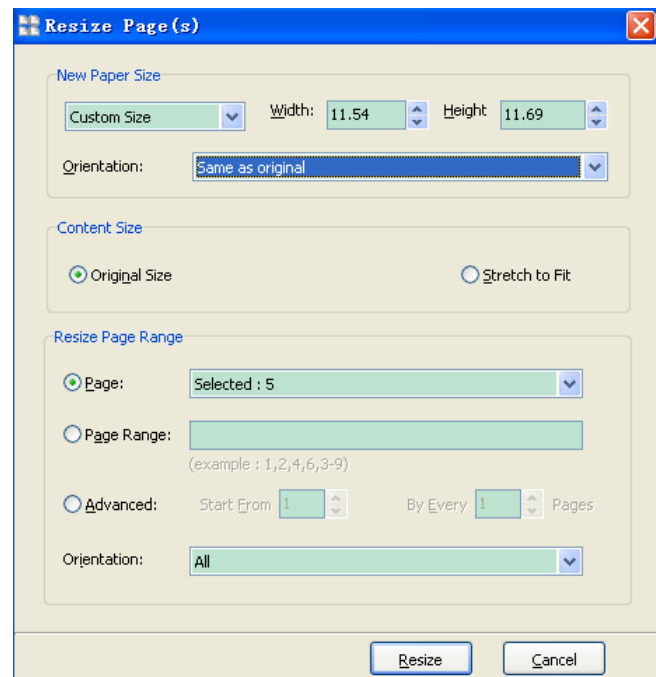 Resize Page(s)
New Paper Size
Custom Size Width: 11.54 Height 11.69
Orientation: Same as original
Content Size
Original Size Stretch to Fit
Resize Page Range
Page: Selected : 5
Page Range:
(example : 1,2,4,6,3-9)
Advanced: Start From 1 By Every 1 Pages
Orientation: All
Resize Cancel